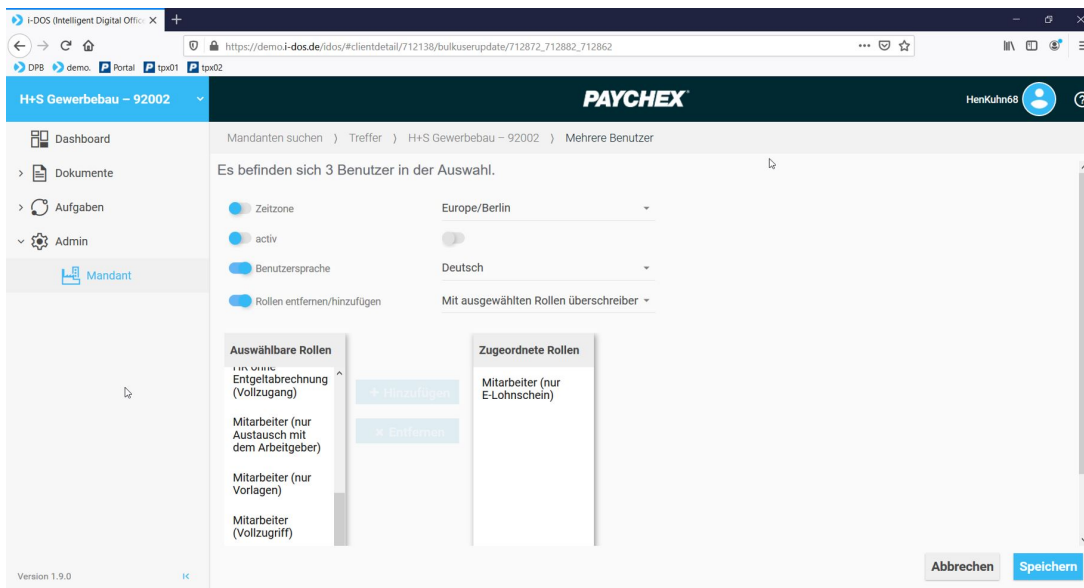 i-DOS (Intelligent Digital Offic
https://demo.i-dos.de/idos/#clientdetail/712138/bulkuserupdate/712872_712882_712862
DPB demo. Portal tpx01 tpx02
H+S Gewerbebau – 92002
PAYCHEX
HenKuhn68
Dashboard
Dokumente
Aufgaben
Admin
Mandant
Mandanten suchen Treffer H+S Gewerbebau – 92002 Mehrere Benutzer
Es befinden sich 3 Benutzer in der Auswahl.
Zeitzone Europe/Berlin
activ
Benutzersprache Deutsch
Rollen entfernen/hinzufügen Mit ausgewählten Rollen überschreiber
Auswählbare Rollen
HR ohne
Entgeltabrechnung
(Vollzugang)
Mitarbeiter (nur
Austausch mit
dem Arbeitgeber)
Mitarbeiter (nur
Vorlagen)
Mitarbeiter
(Vollzugriff)
+ Hinzufügen
× Entfernen
Zugeordnete Rollen
Mitarbeiter (nur
E-Lohnschein)
Abbrechen Speichern
Version 1.9.0